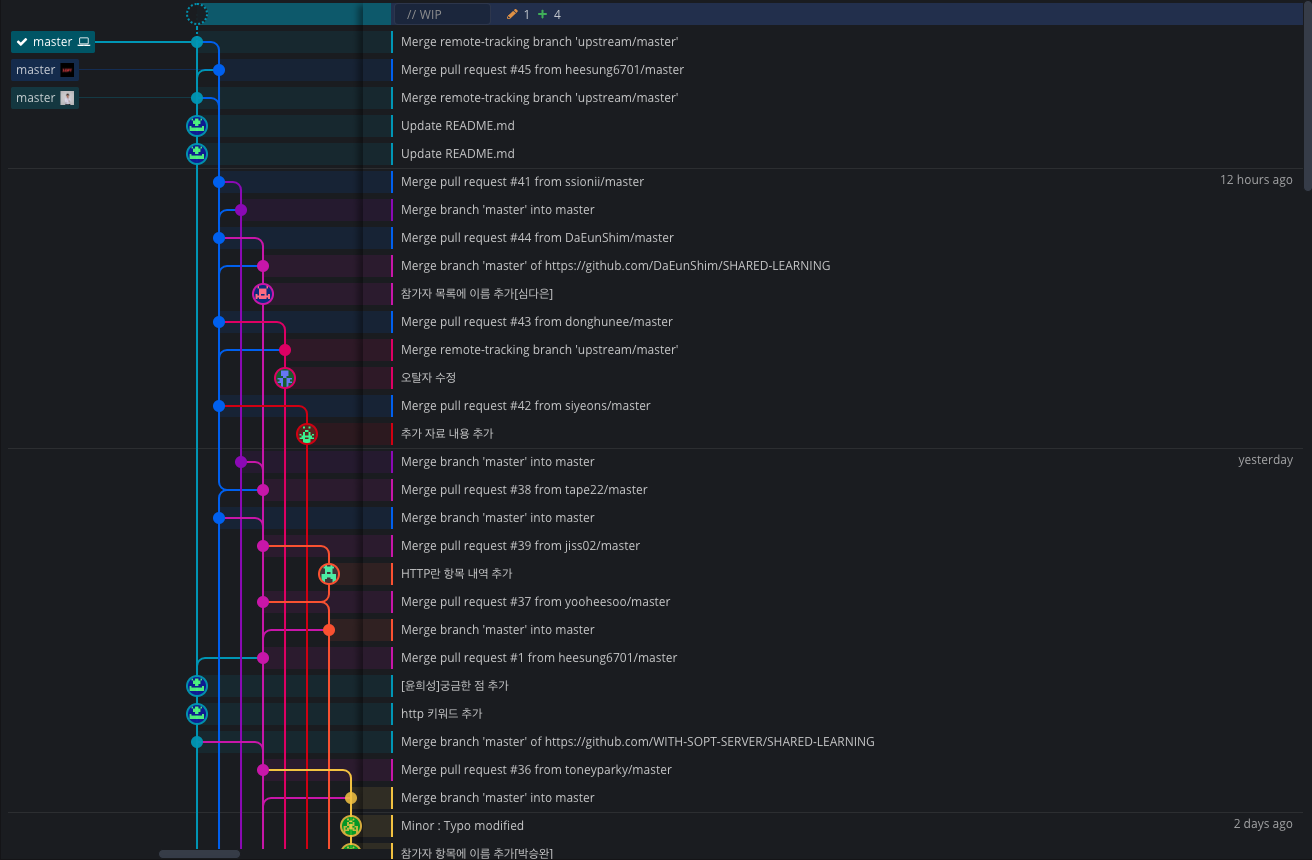 // WIP 1 + 4
master Merge remote-tracking branch 'upstream/master'
master Merge pull request #45 from heesung6701/master
master Merge remote-tracking branch 'upstream/master'
Update README.md
Update README.md
Merge pull request #41 from ssionii/master 12 hours ago
Merge branch 'master' into master
Merge pull request #44 from DaEunShim/master
Merge branch 'master' of https://github.com/DaEunShim/SHARED-LEARNING
참가자 목록에 이름 추가[심다은]
Merge pull request #43 from donghunee/master
Merge remote-tracking branch 'upstream/master'
오탈자 수정
Merge pull request #42 from siyeons/master
추가 자료 내용 추가
Merge branch 'master' into master yesterday
Merge pull request #38 from tape22/master
Merge branch 'master' into master
Merge pull request #39 from jiss02/master
HTTP란 항목 내역 추가
Merge pull request #37 from yooheesoo/master
Merge branch 'master' into master
Merge pull request #1 from heesung6701/master
[윤희성]궁금한 점 추가
http 키워드 추가
Merge branch 'master' of https://github.com/WITH-SOPT-SERVER/SHARED-LEARNING
Merge pull request #36 from toneyparky/master
Merge branch 'master' into master
Minor : Typo modified 2 days ago
참가자 항목에 이름 추가[박승완]